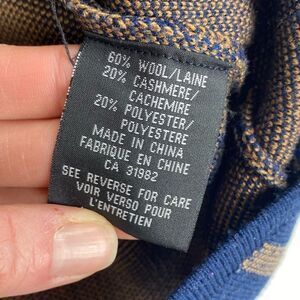 60% WOOL/LAINE
20% CASHMERE/
CACHEMIRE
20% POLYESTER/
POLYESTERE
MADE IN CHINA
FABRIQUE EN CHINE
CA 31982
SEE REVERSE FOR CARE
VOIR VERSO POUR
L'ENTRETIEN